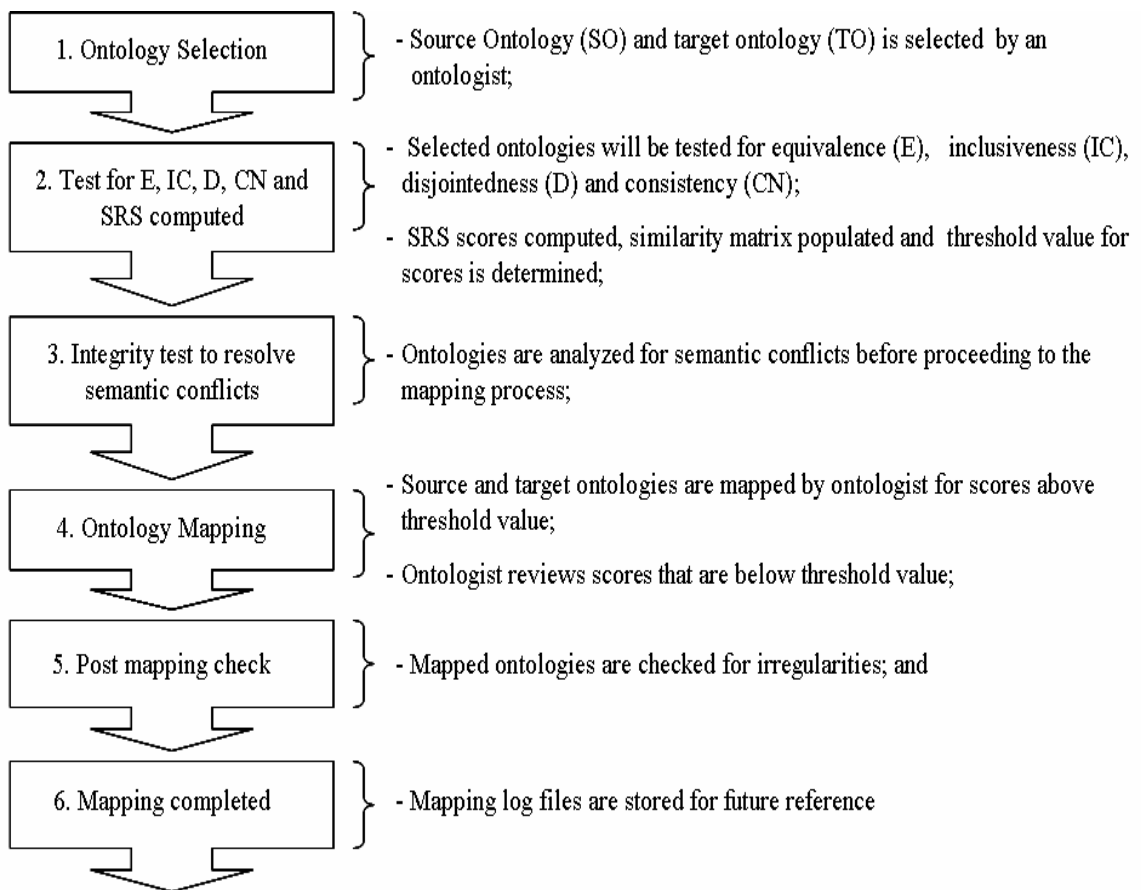 1. Ontology Selection
- Source Ontology (SO) and target ontology (TO) is selected by an
ontologist;
2. Test for E, IC, D, CN and
SRS computed
- Selected ontologies will be tested for equivalence (E), inclusiveness (IC),
disjointedness (D) and consistency (CN);
- SRS scores computed, similarity matrix populated and threshold value for
scores is determined;
3. Integrity test to resolve
semantic conflicts
- Ontologies are analyzed for semantic conflicts before proceeding to the
mapping process;
4. Ontology Mapping
- Source and target ontologies are mapped by ontologist for scores above
threshold value;
- Ontologist reviews scores that are below threshold value;
5. Post mapping check
- Mapped ontologies are checked for irregularities; and
6. Mapping completed
- Mapping log files are stored for future reference